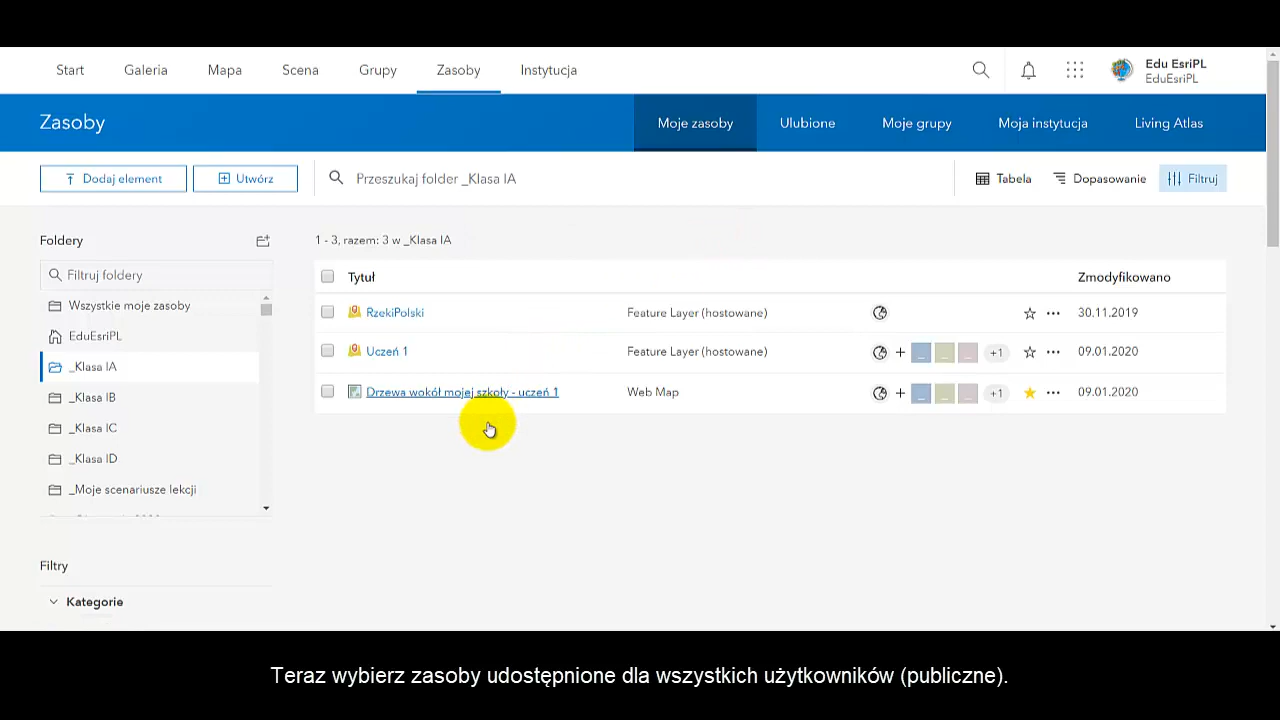 Start Galeria Mapa Scena Grupy Zasoby Instytucja Edu EsriPL
EduEsriPL
Zasoby Moje zasoby Ulubione Moje grupy Moja instytucja Living Atlas
Dodaj element Utwórz Przeszukaj folder _Klasa IA Tabela Dopasowanie Filtruj
Foldery
Filtruj foldery
Wszystkie moje zasoby
EduEsriPL
_Klasa IA
_Klasa IB
_Klasa IC
_Klasa ID
_Moje scenariusze lekcji
Filtry
Kategorie
1 - 3, razem: 3 w _Klasa IA
Tytuł Zmodyfikowano
RzekiPolski Feature Layer (hostowane) 30.11.2019
Uczeń 1 Feature Layer (hostowane) + _ _ _ +1 09.01.2020
Drzewa wokół mojej szkoły - uczeń 1 Web Map + _ _ _ +1 09.01.2020
Teraz wybierz zasoby udostępnione dla wszystkich użytkowników (publiczne).